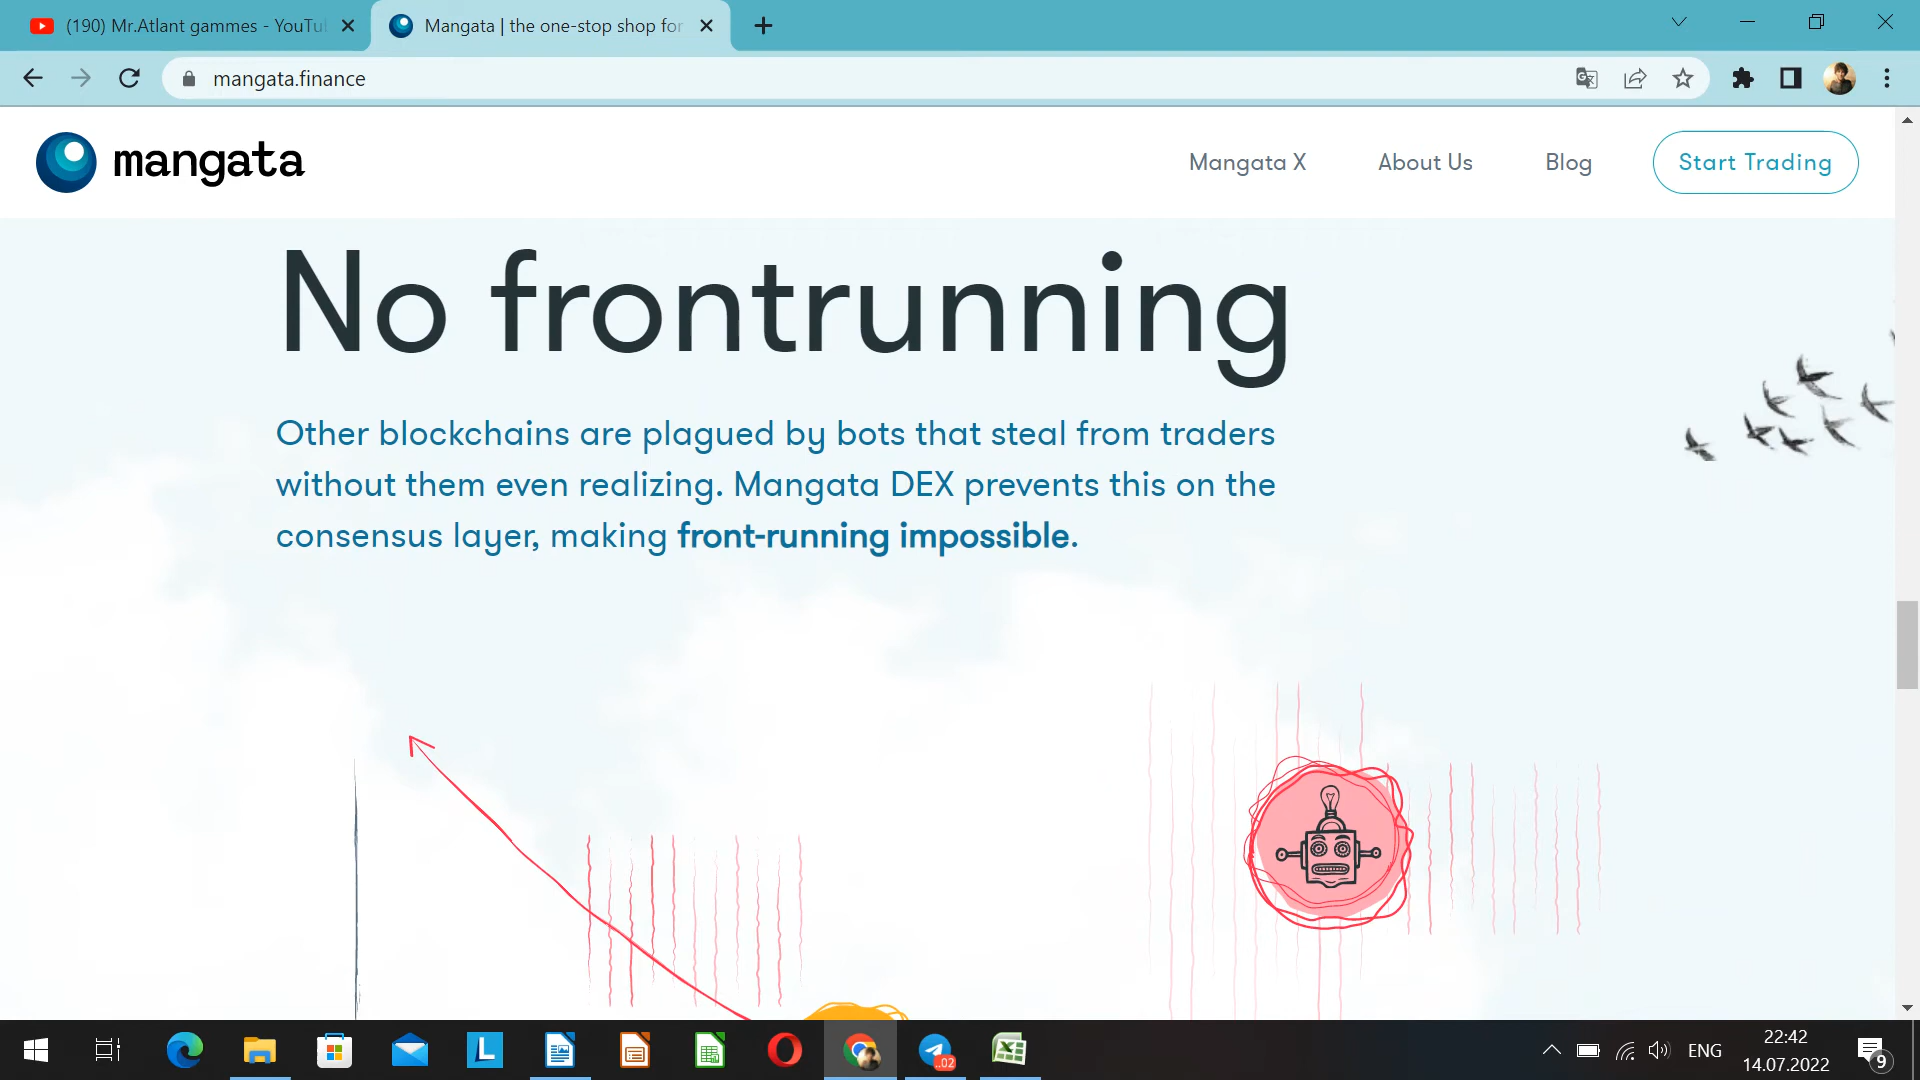 (190) Mr.Atlant gammes - YouTu
Mangata | the one-stop shop for
mangata.finance
mangata
Mangata X
About Us
Blog
Start Trading
No frontrunning
Other blockchains are plagued by bots that steal from traders
without them even realizing. Mangata DEX prevents this on the
consensus layer, making front-running impossible.
L
..02
ENG
22:42
14.07.2022
9